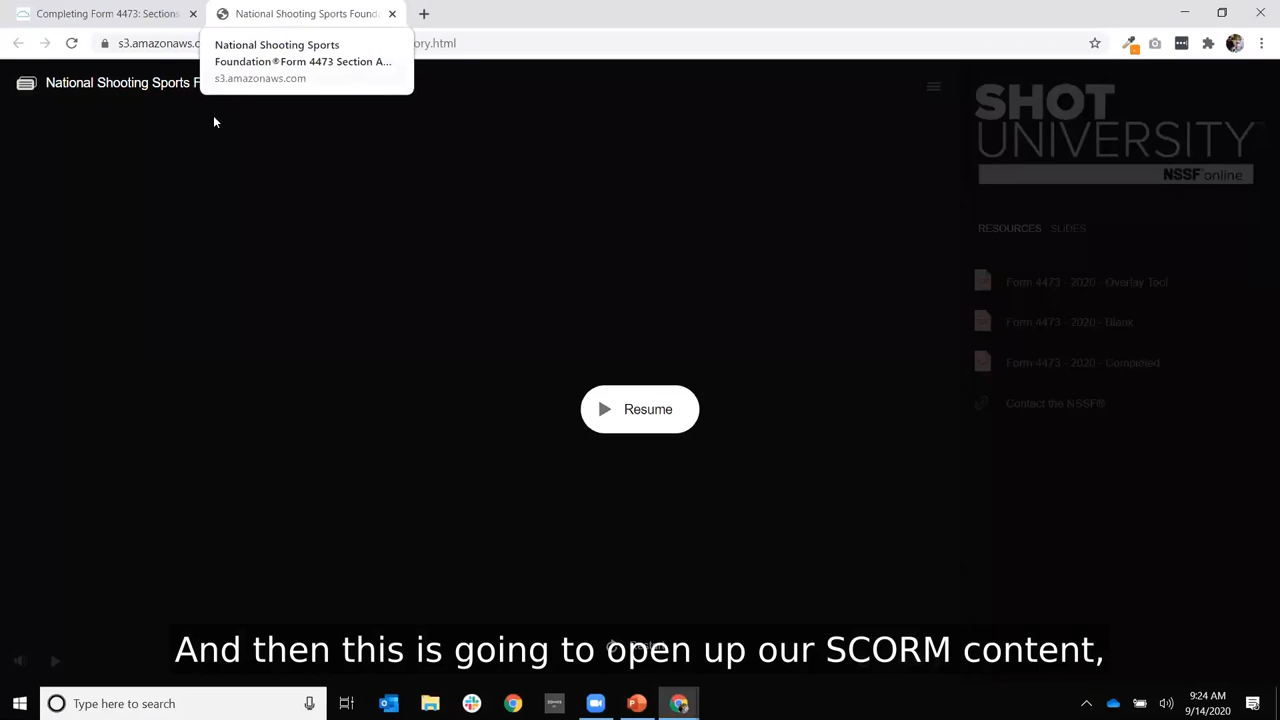 Completing Form 4473: Sections
National Shooting Sports Found
s3.amazonaws.c
ory.html
National Shooting Sports
Foundation®Form 4473 Section A...
s3.amazonaws.com
National Shooting Sports F
SHOT
UNIVERSITY
NSSF online
RESOURCES SLIDES
Form 4473 - 2020 - Overlay Tool
Form 4473 - 2020 - Blank
Form 4473 - 2020 - Completed
Contact the NSSF®
Resume
And then this is going to open up our SCORM content,
Type here to search
9:24 AM
9/14/2020